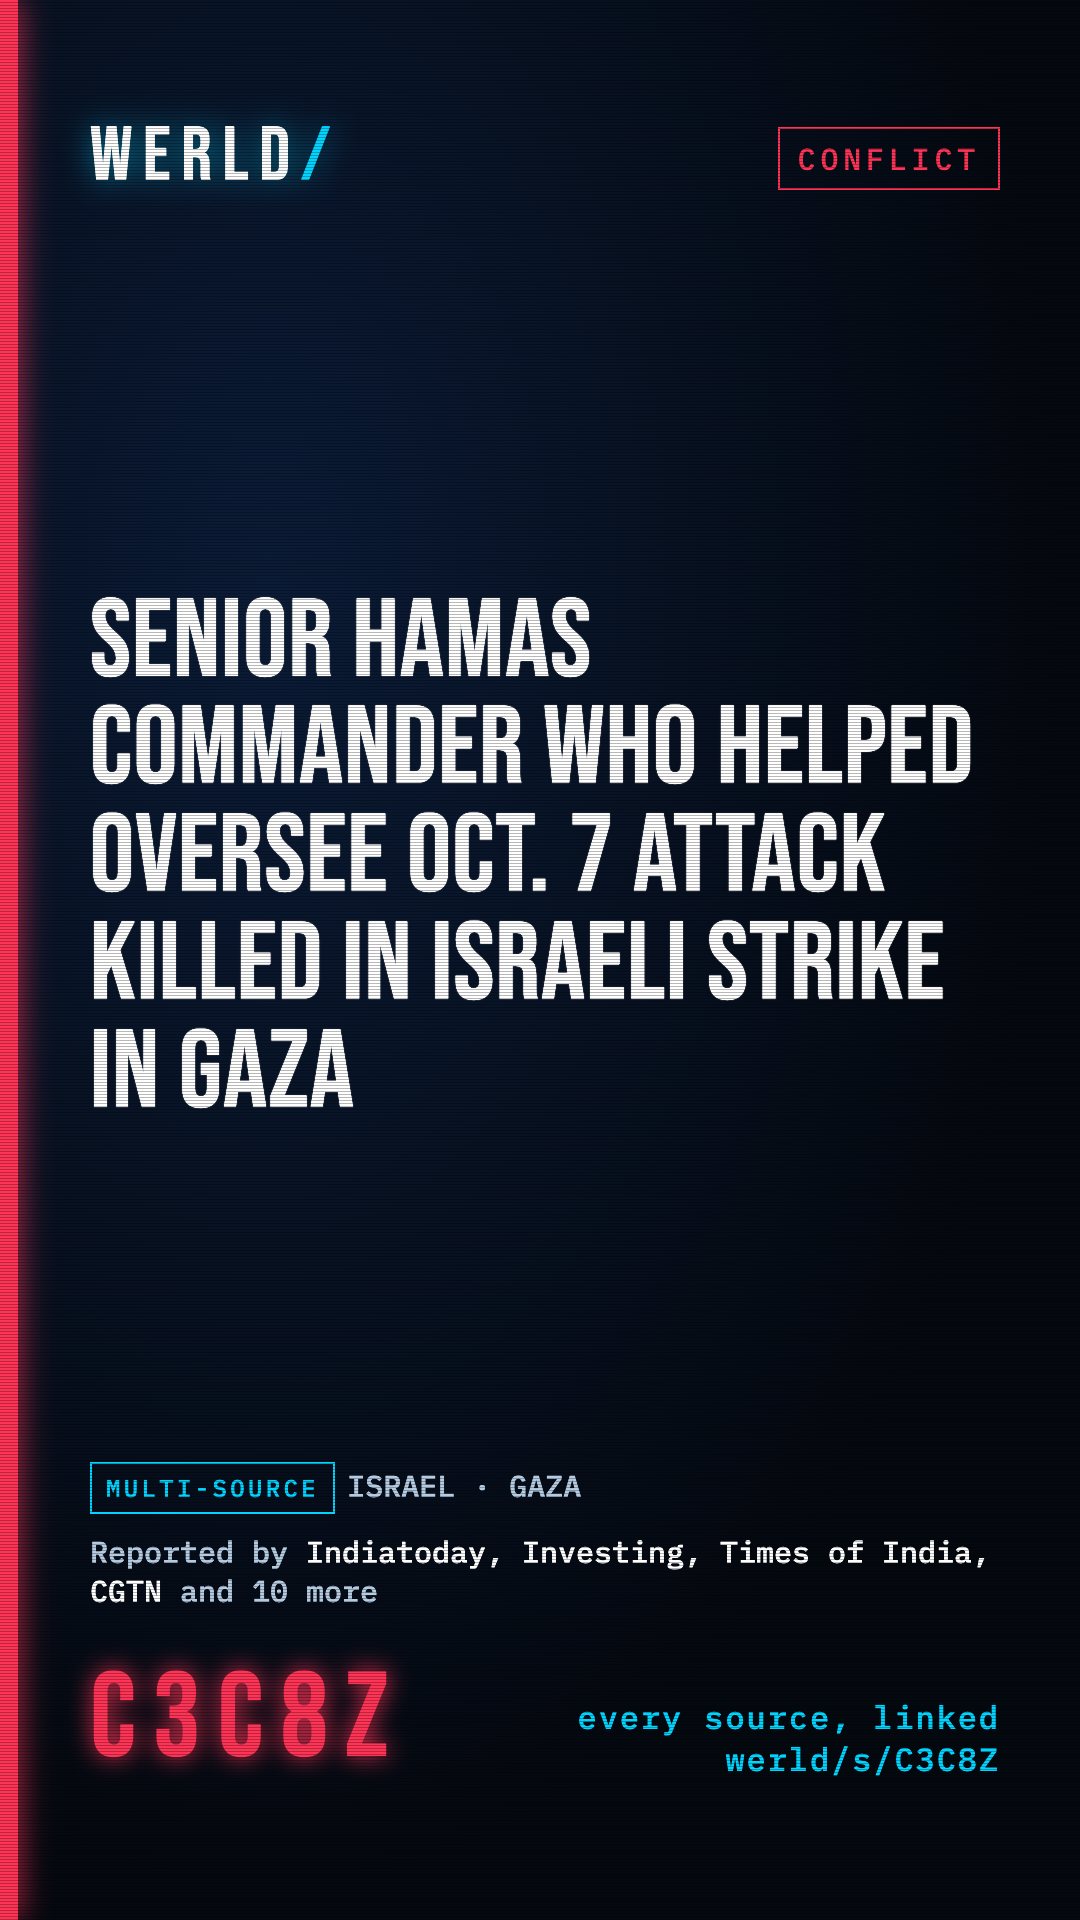 WERLD/
CONFLICT
SENIOR HAMAS
COMMANDER WHO HELPED
OVERSEE OCT. 7 ATTACK
KILLED IN ISRAELI STRIKE
IN GAZA
MULTI-SOURCE ISRAEL · GAZA
Reported by Indiatoday, Investing, Times of India,
CGTN and 10 more
C3C8Z
every source, linked
werld/s/C3C8Z